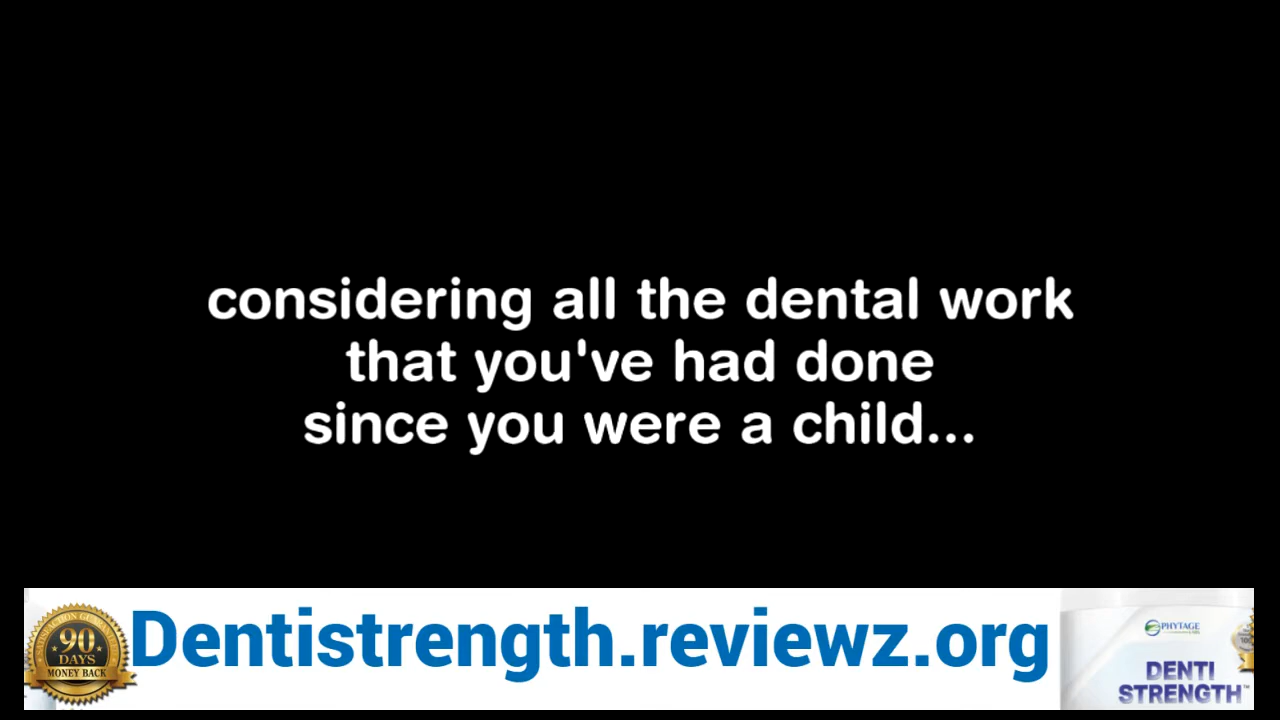 considering all the dental work
that you've had done
since you were a child...
Dentistrength.reviewz.org
90
DAYS
MONEY BACK
PHYTAGE
DENTI
STRENGTH™